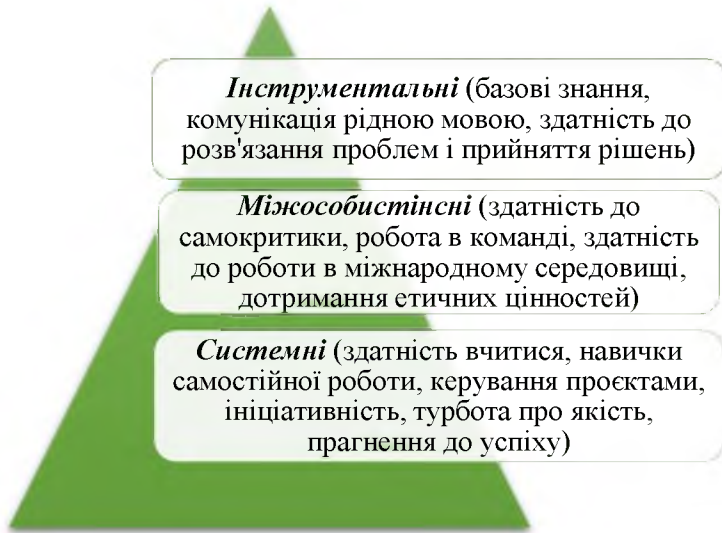 Інструментальні (базові знання,
комунікація рідною мовою, здатність до
розв'язання проблем і прийняття рішень)
Міжособистінсні (здатність до
самокритики, робота в команді, здатність
до роботи в міжнародному середовищі,
дотримання етичних цінностей)
Системні (здатність вчитися, навички
самостійної роботи, керування проєктами,
ініціативність, турбота про якість,
прагнення до успіху)